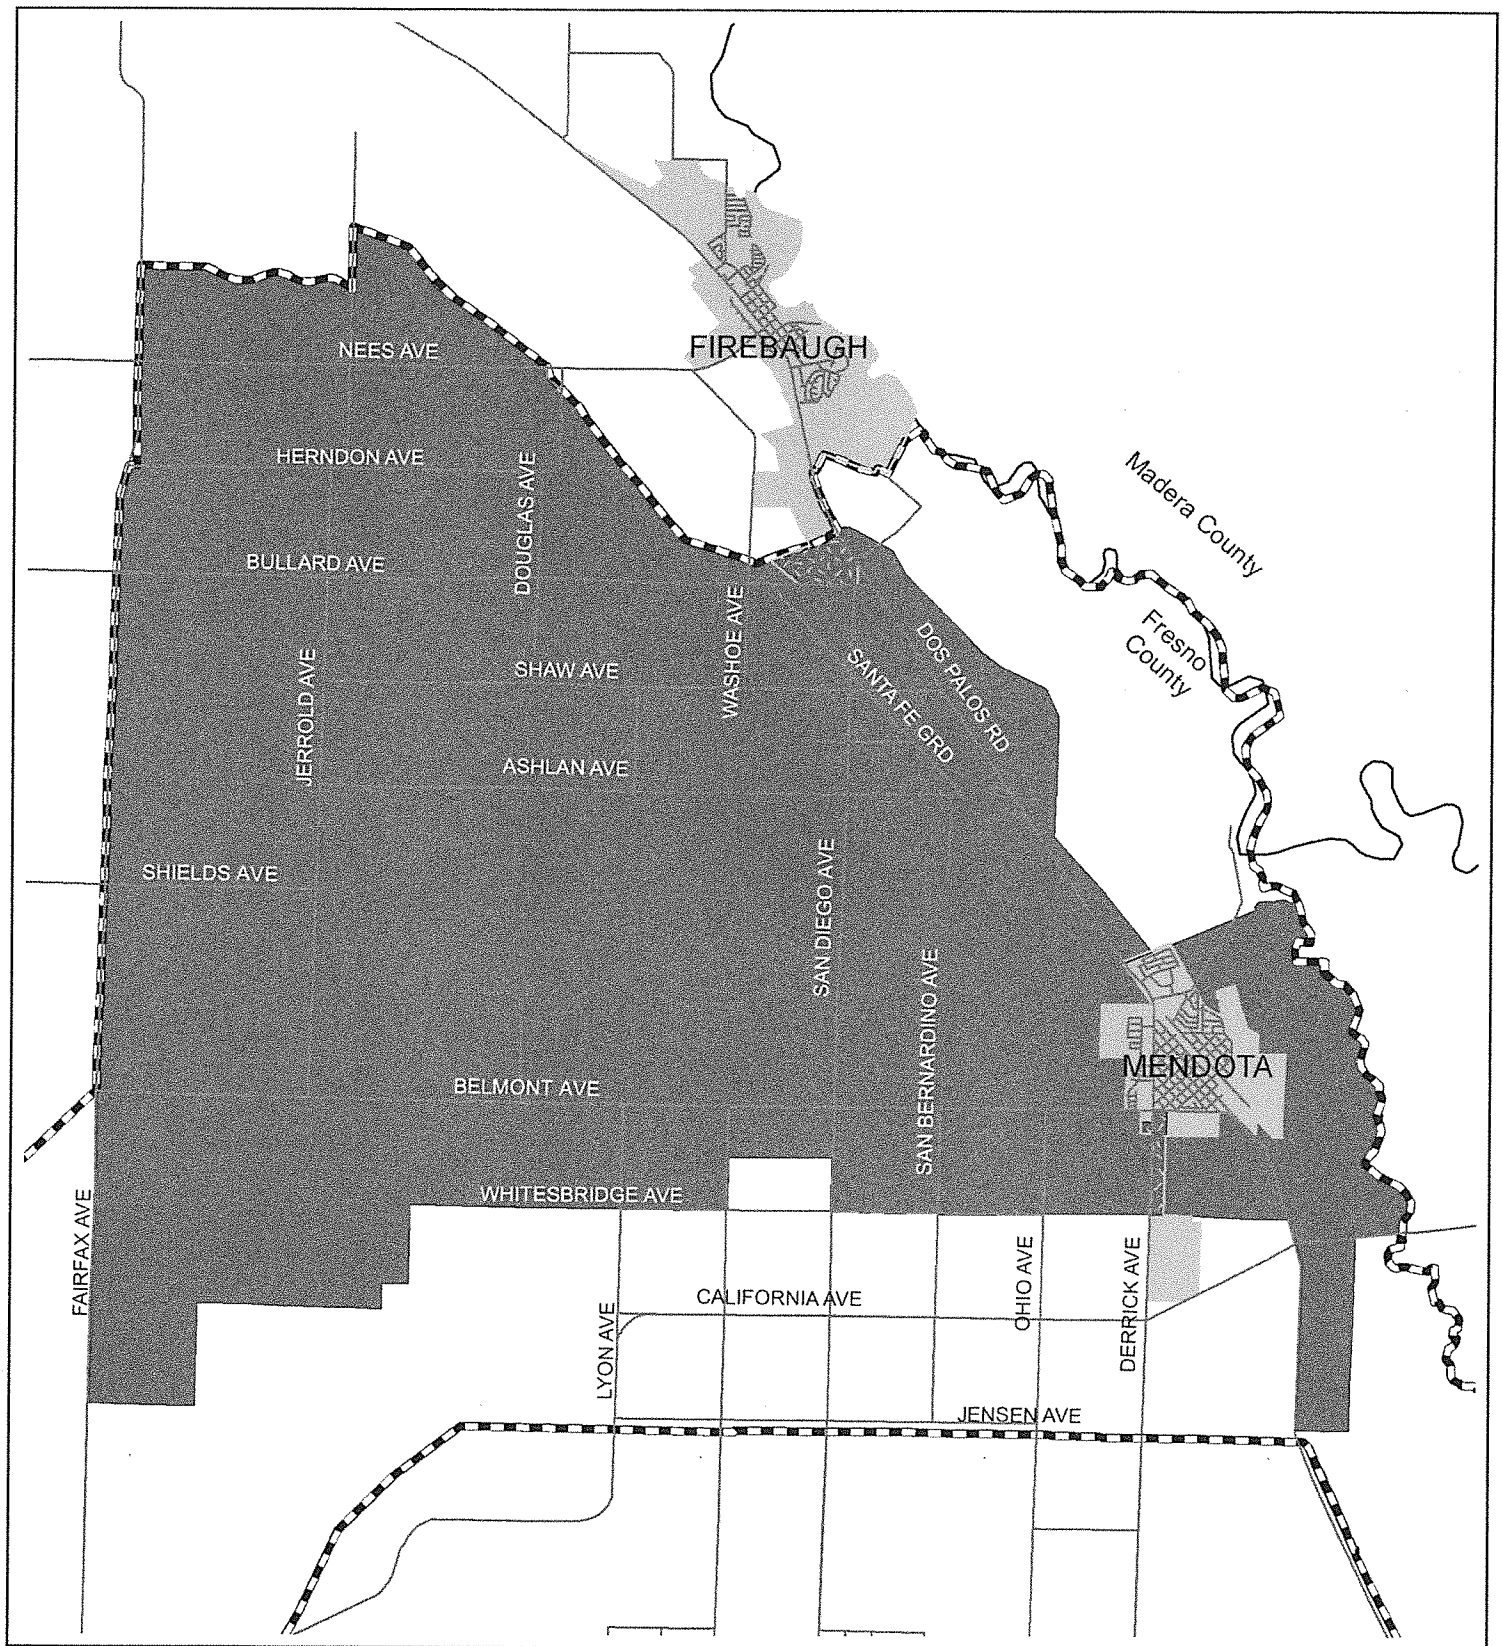 NEES AVE
FIREBAUGH
HERNDON AVE
DOUGLAS AVE
Madera County
BULLARD AVE
WASHOE AVE
Fresno
County
SHAW AVE
JERROLD AVE
SANTA FE GRD
DOS PALOS RD
ASHLAN AVE
SHIELDS AVE
SAN DIEGO AVE
SAN BERNARDINO AVE
MENDOTA
BELMONT AVE
WHITESBRIDGE AVE
FAIRFAX AVE
CALIFORNIA AVE
OHIO AVE
DERRICK AVE
LYON AVE
JENSEN AVE